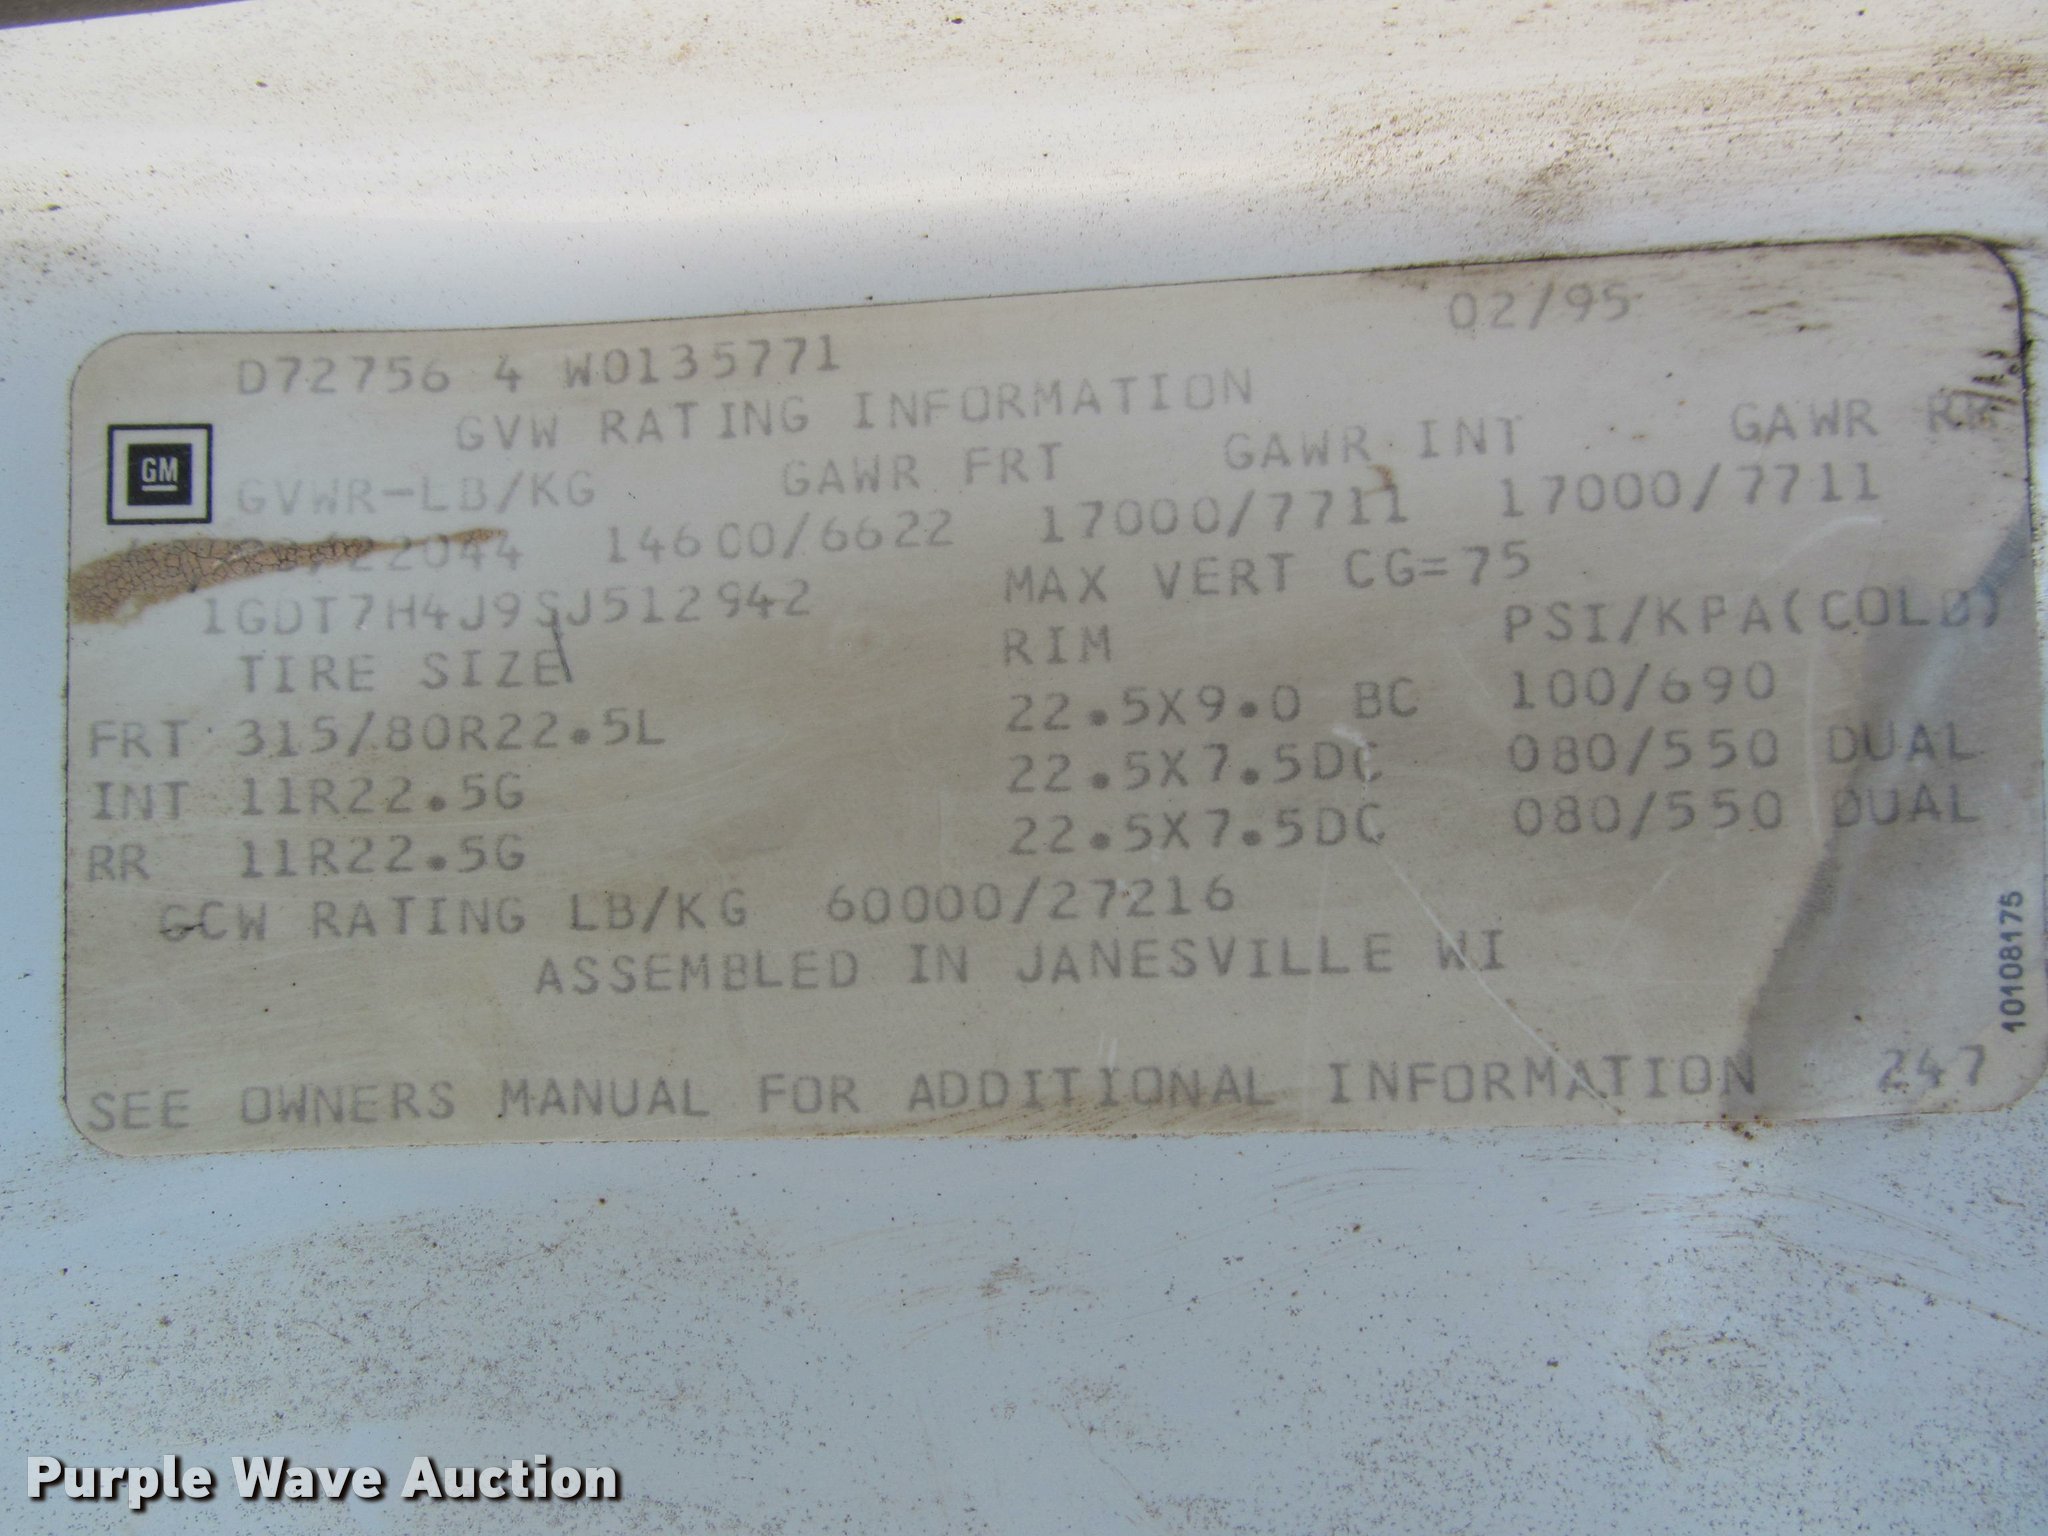 02/95
D72756 4 W0135771
GVW RATING INFORMATION
GM
GVWR-LB/KG GAWR FRT GAWR INT GAWR RR
22044 14600/6622 17000/7711 17000/7711
1GDT7H4J9SJ512942 MAX VERT CG=75
TIRE SIZE RIM PSI/KPA(COLD)
FRT 315/80R22.5L 22.5X9.0 BC 100/690
INT 11R22.5G 22.5X7.5DC 080/550 DUAL
RR 11R22.5G 22.5X7.5DC 080/550 DUAL
GCW RATING LB/KG 60000/27216
ASSEMBLED IN JANESVILLE WI
10108175
SEE OWNERS MANUAL FOR ADDITIONAL INFORMATION 247
Purple Wave Auction